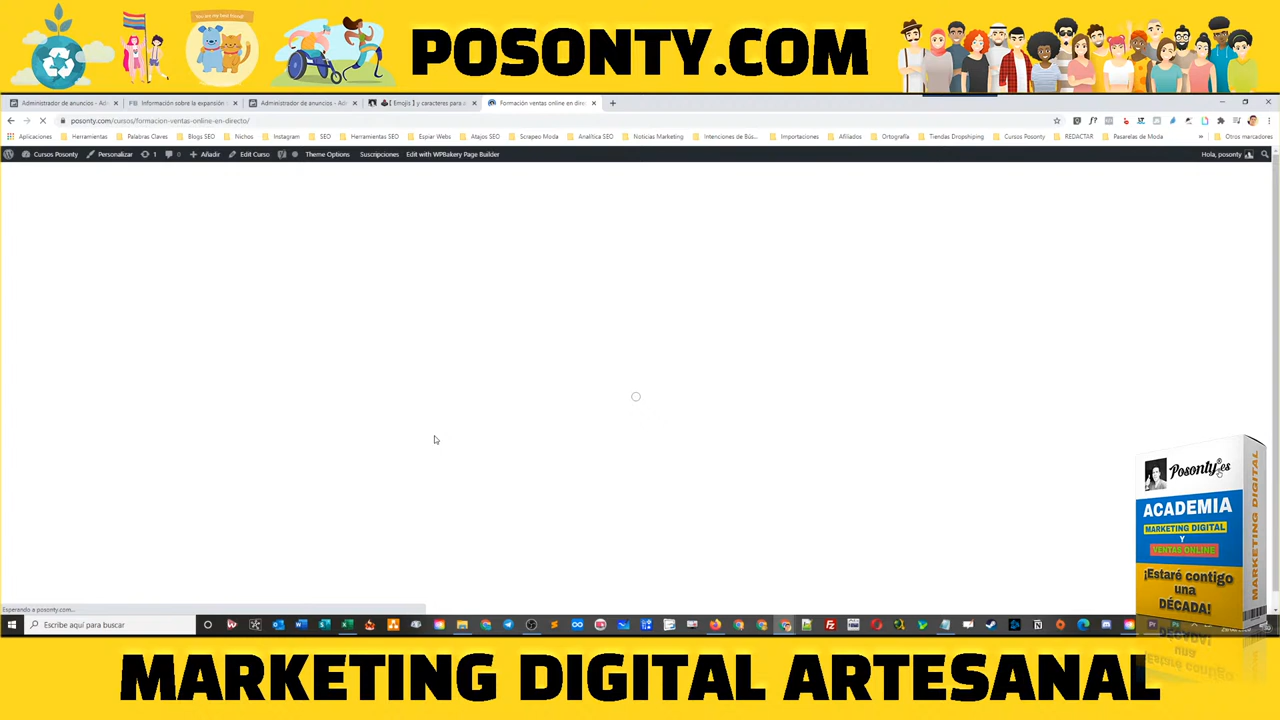 You are my best friend!
POSONTY.COM
Administrador de anuncios - Ad
Información sobre la expansión
Administrador de anuncios - Ad
[ Emojis ] y caracteres para
Formación ventas online en dire
posonty.com/cursos/formacion-ventas-online-en-directo/
Aplicaciones Herramientas Palabras Claves Blogs SEO Nichos Instagram SEO Herramientas SEO Espiar Webs Atajos SEO Scrapeo Moda Analítica SEO Noticias Marketing Intenciones de Bús... Importaciones Afiliados Ortografía Tiendas Dropshiping Cursos Posonty REDACTAR Pasarelas de Moda » Otros marcadores
Cursos Posonty Personalizar 1 0 Añadir Edit Curso Theme Options Suscripciones Edit with WPBakery Page Builder Hola, posonty
Posonty®.es
ACADEMIA
MARKETING DIGITAL
Y
VENTAS ONLINE
¡Estaré contigo
una
DÉCADA!
MARKETING DIGITAL
Esperando a posonty.com...
Escribe aquí para buscar
MARKETING DIGITAL ARTESANAL